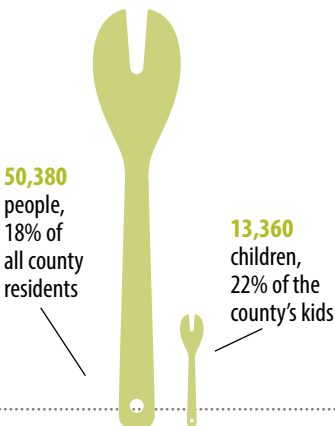 50,380
people,
18% of
all county
residents
13,360
children,
22% of the
county's kids